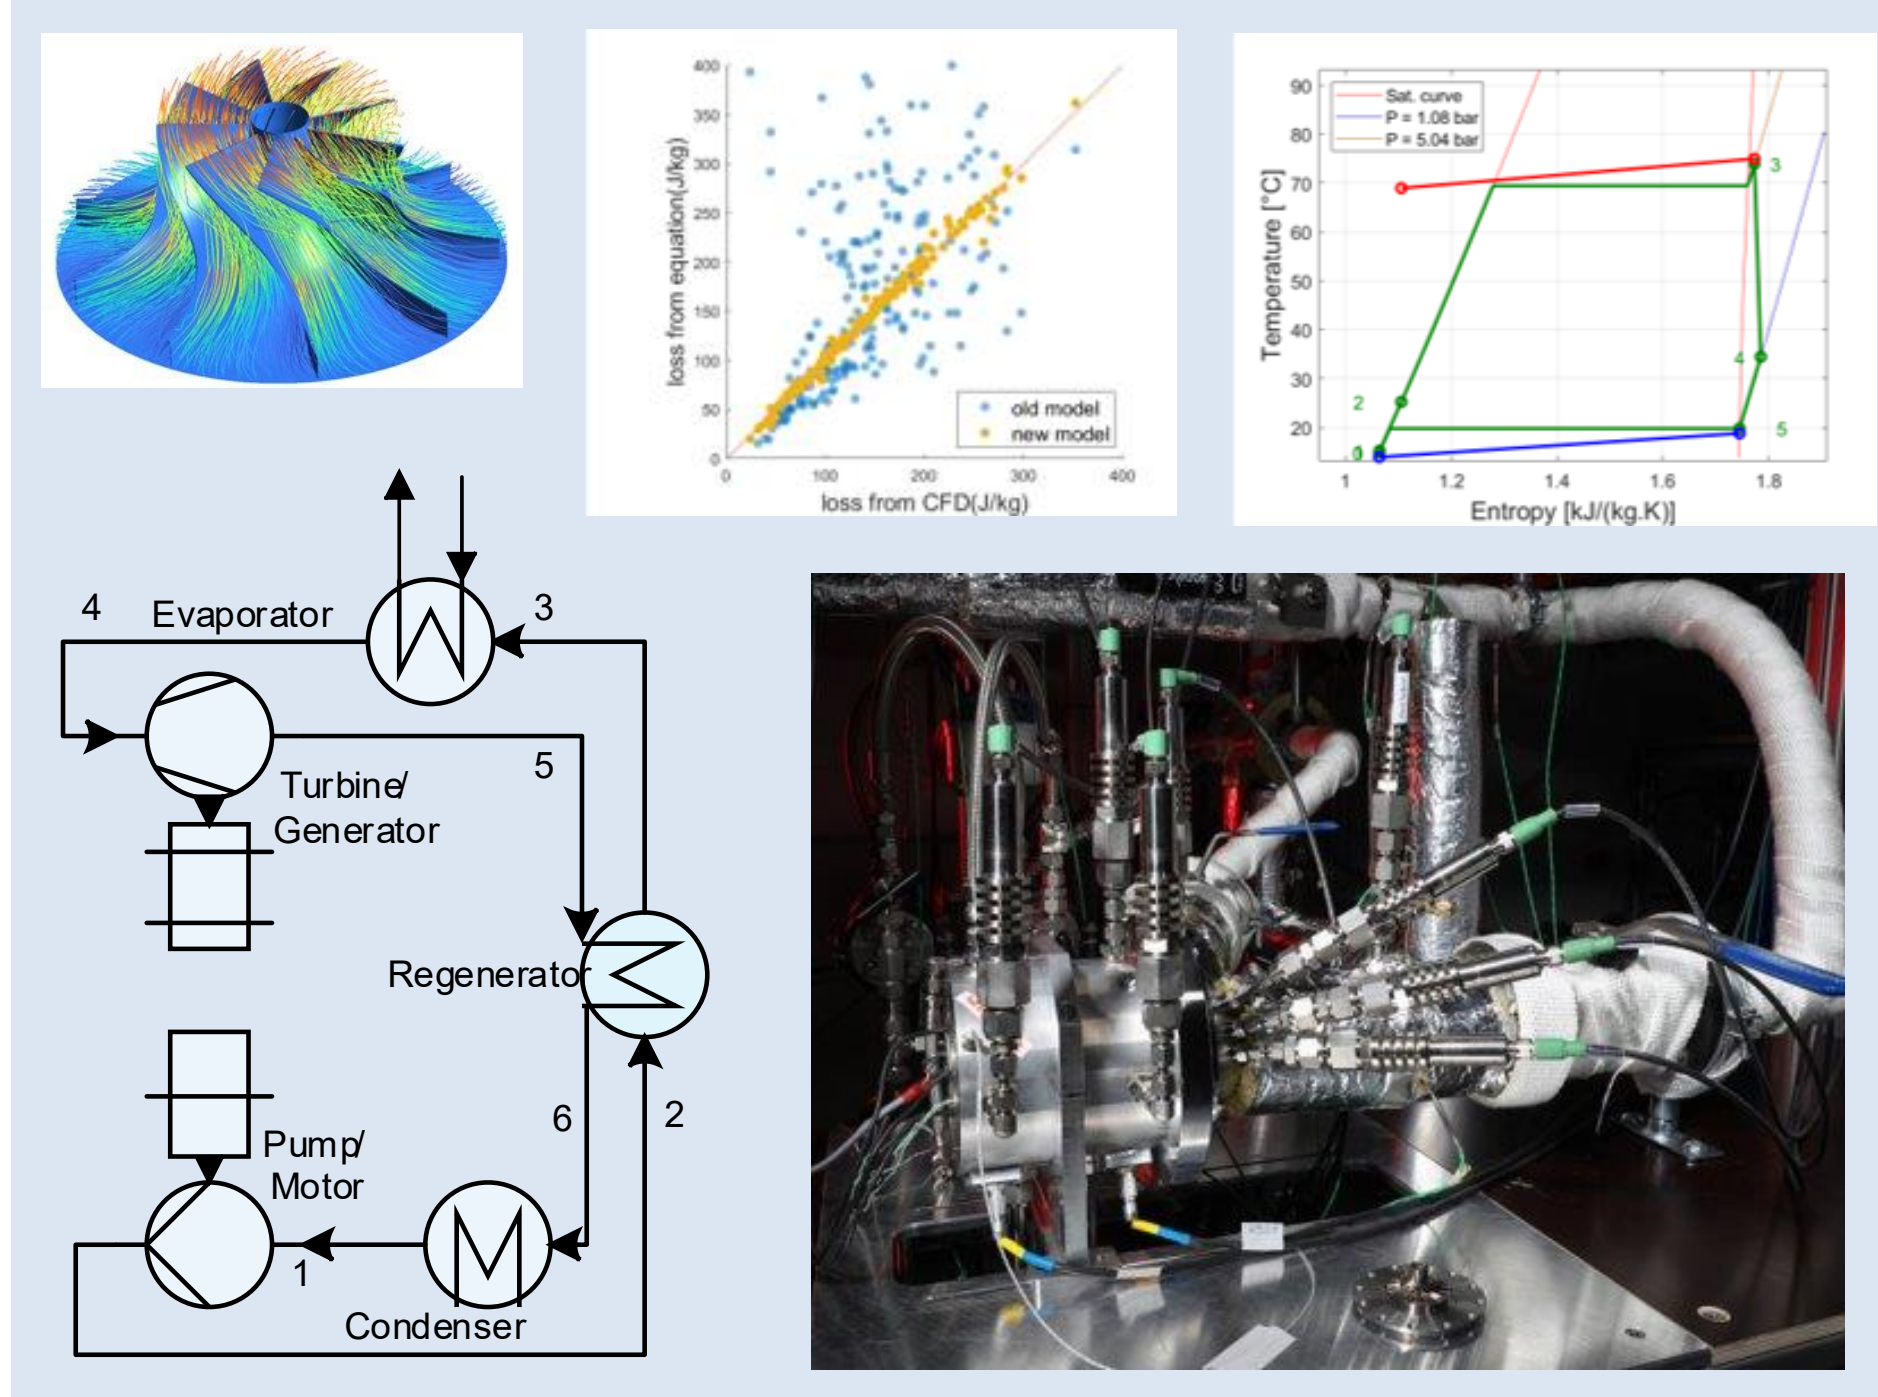 400
350
300
250
200
150
100
50
0
0
100
200
300
400
loss from equation(J/kg)
loss from CFD(J/kg)
old model
new model
Sat. curve
P = 1.08 bar
P = 5.04 bar
90
80
70
60
50
40
30
20
1
1.2
1.4
1.6
1.8
Temperature [°C]
Entropy [kJ/(kg.K)]
3
4
2
5
4
Evaporator
3
5
Turbine/
Generator
Regenerator
6
2
Pump/
Motor
1
Condenser